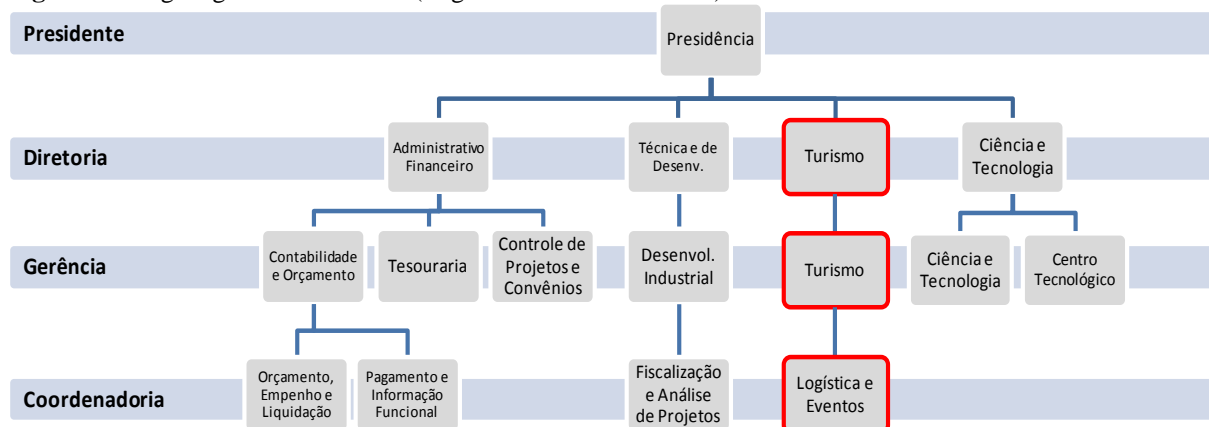 Presidente
Presidência
Diretoria
Administrativo
Financeiro
Técnica e de
Desenv.
Turismo
Ciência e
Tecnologia
Gerência
Contabilidade
e Orçamento
Tesouraria
Controle de
Projetos e
Convênios
Desenvol.
Industrial
Turismo
Ciência e
Tecnologia
Centro
Tecnológico
Coordenadoria
Orçamento,
Empenho e
Liquidação
Pagamento e
Informação
Funcional
Fiscalização
e Análise
de Projetos
Logística e
Eventos